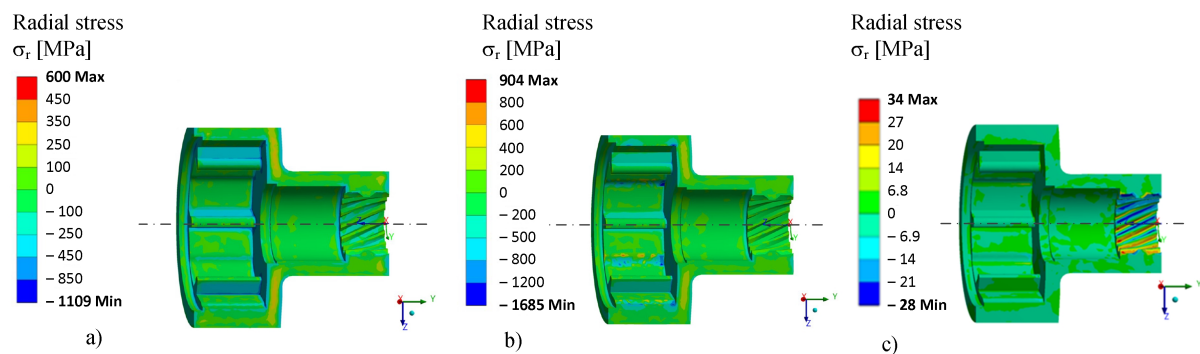 Radial stress
σr [MPa]
600 Max
450
350
250
100
0
– 100
– 250
– 450
– 850
– 1109 Min
Z
X
Y
X
Y
Z
a)
Radial stress
σr [MPa]
904 Max
800
600
400
200
0
– 200
– 500
– 800
– 1200
– 1685 Min
Z
X
Y
X
Y
Z
b)
Radial stress
σr [MPa]
34 Max
27
20
14
6.8
0
– 6.9
– 14
– 21
– 28 Min
X
Y
X
Y
Z
c)